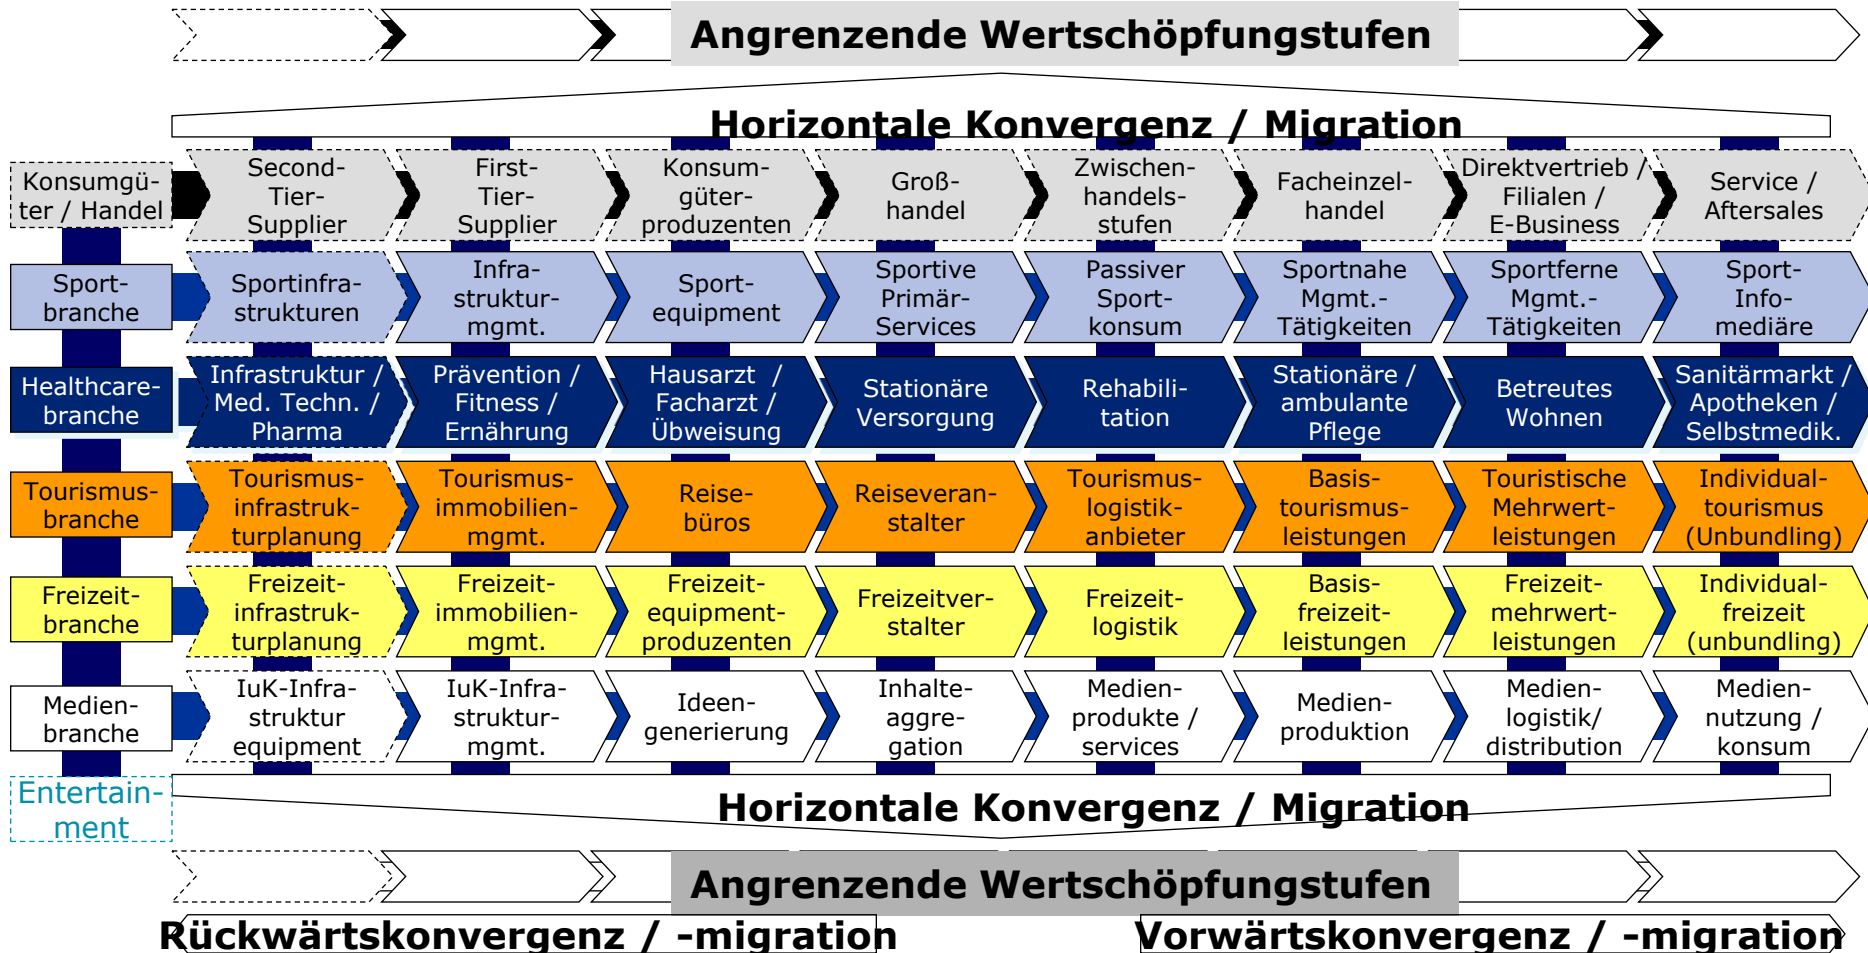 Angrenzende Wertschöpfungstufen
Horizontale Konvergenz / Migration
Konsumgü-
ter / Handel
Second-
Tier-
Supplier
First-
Tier-
Supplier
Konsum-
güter-
produzenten
Groß-
handel
Zwischen-
handels-
stufen
Facheinzel-
handel
Direktvertrieb /
Filialen /
E-Business
Service /
Aftersales
Sport-
branche
Sportinfra-
strukturen
Infra-
struktur-
mgmt.
Sport-
equipment
Sportive
Primär-
Services
Passiver
Sport-
konsum
Sportnahe
Mgmt.-
Tätigkeiten
Sportferne
Mgmt.-
Tätigkeiten
Sport-
Info-
mediäre
Healthcare-
branche
Infrastruktur /
Med. Techn. /
Pharma
Prävention /
Fitness /
Ernährung
Hausarzt /
Facharzt /
Übweisung
Stationäre
Versorgung
Rehabili-
tation
Stationäre /
ambulante
Pflege
Betreutes
Wohnen
Sanitärmarkt /
Apotheken /
Selbstmedik.
Tourismus-
branche
Tourismus-
infrastruk-
turplanung
Tourismus-
immobilien-
mgmt.
Reise-
büros
Reiseveran-
stalter
Tourismus-
logistik-
anbieter
Basis-
tourismus-
leistungen
Touristische
Mehrwert-
leistungen
Individual-
tourismus
(Unbundling)
Freizeit-
branche
Freizeit-
infrastruk-
turplanung
Freizeit-
immobilien-
mgmt.
Freizeit-
equipment-
produzenten
Freizeitver-
stalter
Freizeit-
logistik
Basis-
freizeit-
leistungen
Freizeit-
mehrwert-
leistungen
Individual-
freizeit
(unbundling)
Medien-
branche
IuK-Infra-
struktur
equipment
IuK-Infra-
struktur-
mgmt.
Ideen-
generierung
Inhalte-
aggre-
gation
Medien-
produkte /
services
Medien-
produktion
Medien-
logistik/
distribution
Medien-
nutzung /
konsum
Entertain-
ment
Horizontale Konvergenz / Migration
Angrenzende Wertschöpfungstufen
Rückwärtskonvergenz / -migration
Vorwärtskonvergenz / -migration